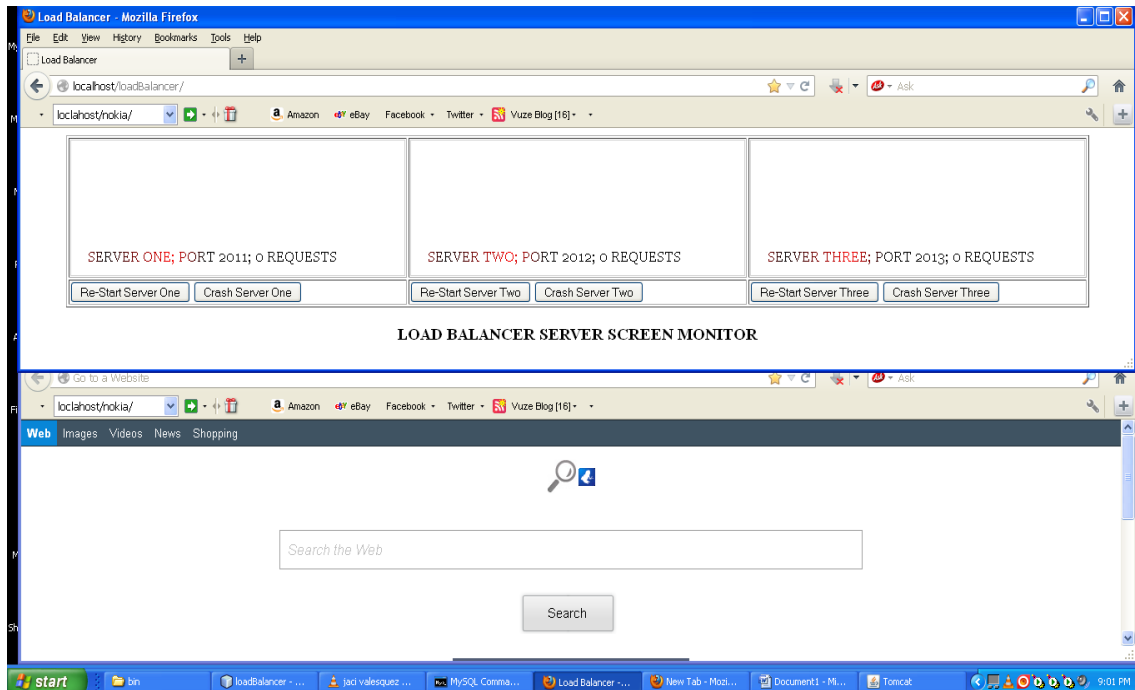 Load Balancer - Mozilla Firefox
File Edit View History Bookmarks Tools Help
Load Balancer +
localhost/loadBalancer/ Ask
loclahost/nokia/ Amazon eBay Facebook Twitter Vuze Blog [16]
SERVER ONE; PORT 2011; 0 REQUESTS SERVER TWO; PORT 2012; 0 REQUESTS SERVER THREE; PORT 2013; 0 REQUESTS
Re-Start Server One Crash Server One Re-Start Server Two Crash Server Two Re-Start Server Three Crash Server Three
LOAD BALANCER SERVER SCREEN MONITOR
Go to a Website Ask
loclahost/nokia/ Amazon eBay Facebook Twitter Vuze Blog [16]
Web Images Videos News Shopping
Search the Web
Search
start bin loadBalancer - ... jaci valesquez ... MySQL Comma... Load Balancer -... New Tab - Mozi... Document1 - Mi... Tomcat 9:01 PM